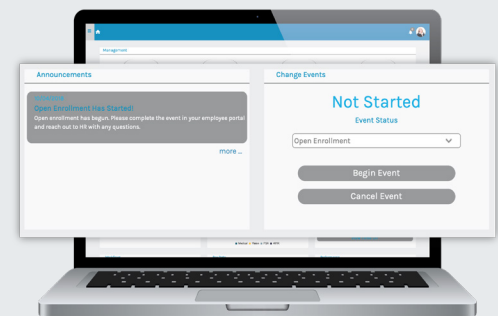 Management
Announcements
Open Enrollment Has Started!
Open enrollment has begun. Please complete the event in your employee portal
and reach out to HR with any questions.
more ...
Change Events
Not Started
Event Status
Open Enrollment
Begin Event
Cancel Event